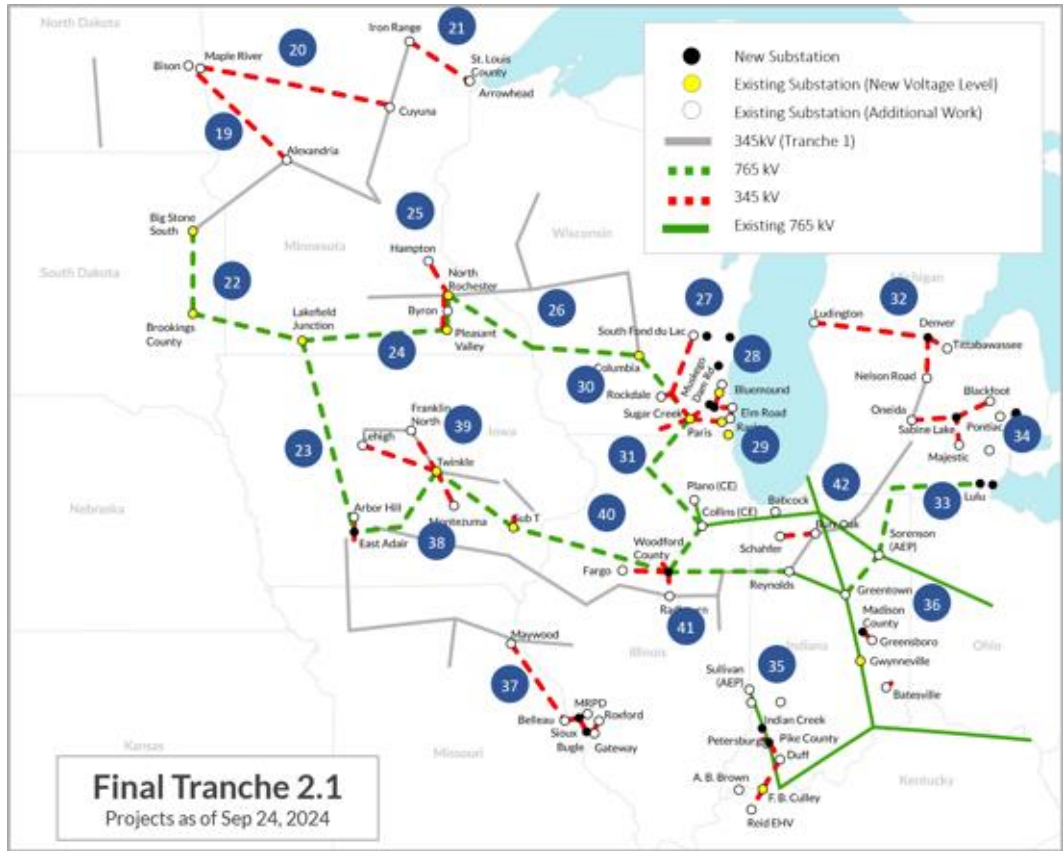 North Dakota
South Dakota
Nebraska
Kansas
Minnesota
Iowa
Missouri
Wisconsin
Illinois
Michigan
Indiana
Ohio
Kentucky
New Substation
Existing Substation (New Voltage Level)
Existing Substation (Additional Work)
345kV (Tranche 1)
765 kV
345 kV
Existing 765 kV
20
21
19
25
22
24
26
27
28
30
29
23
39
31
32
34
33
42
40
38
41
36
35
37
Iron Range
Bison
Maple River
St. Louis
County
Arrowhead
Cuyuna
Alexandria
Big Stone
South
Brookings
County
Lakefield
Junction
Hampton
North
Rochester
Byron
Pleasant
Valley
Columbia
South Fond du Lac
Rockdale
Sugar Creek
Muskego
Dam Rd
Bluemound
Elm Road
Racine
Paris
Ludington
Denver
Tittabawassee
Nelson Road
Oneida
Blackfoot
Sabine Lake
Pontiac
Majestic
Lulu
Sorenson
(AEP)
Franklin
North
Lehigh
Twinkle
Montezuma
Arbor Hill
East Adair
Sub T
Plano (CE)
Collins (CE)
Babcock
Burr Oak
Schahfer
Woodford
County
Fargo
Reynolds
Greentown
Madison
County
Greensboro
Gwynneville
Batesville
Maywood
Belleau
MRPD
Roxford
Sioux
Bugle
Gateway
Sullivan
(AEP)
Indian Creek
Petersburg
Pike County
Duff
A. B. Brown
F. B. Culley
Reid EHV
Final Tranche 2.1
Projects as of Sep 24, 2024